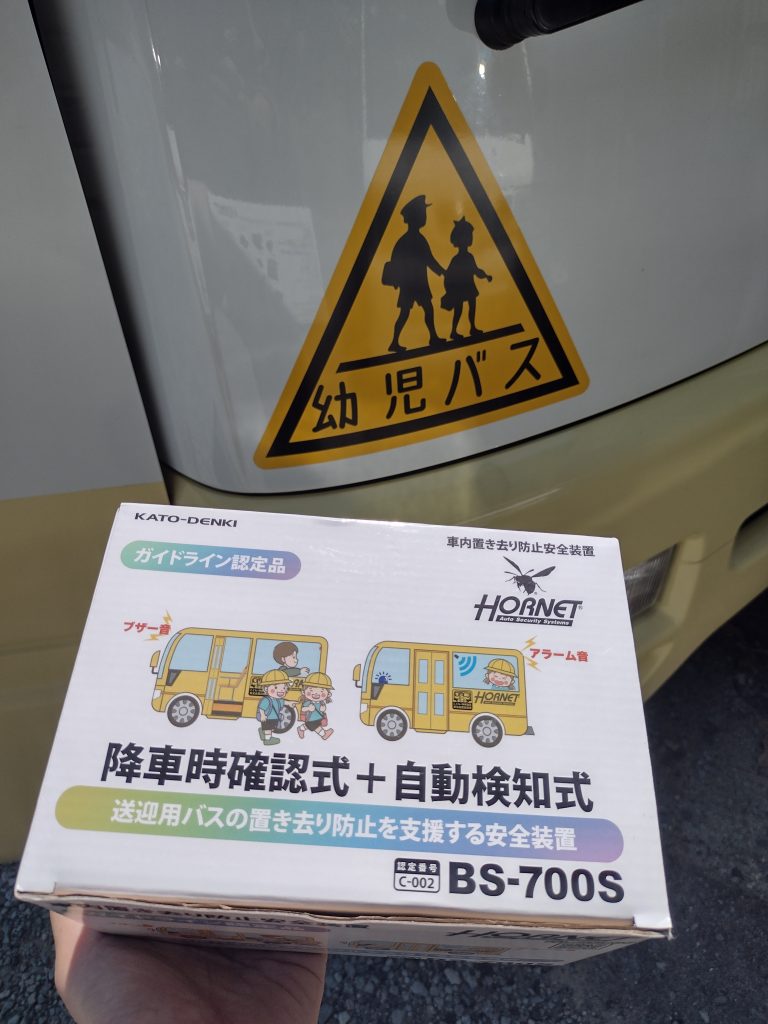 幼児バス
KATO-DENKI
車内置き去り防止安全装置
ガイドライン認定品
HORNET
Auto Security Systems
ブザー音
アラーム音
HORNET
降車時確認式+自動検知式
送迎用バスの置き去り防止を支援する安全装置
認定番号
C-002
BS-700S